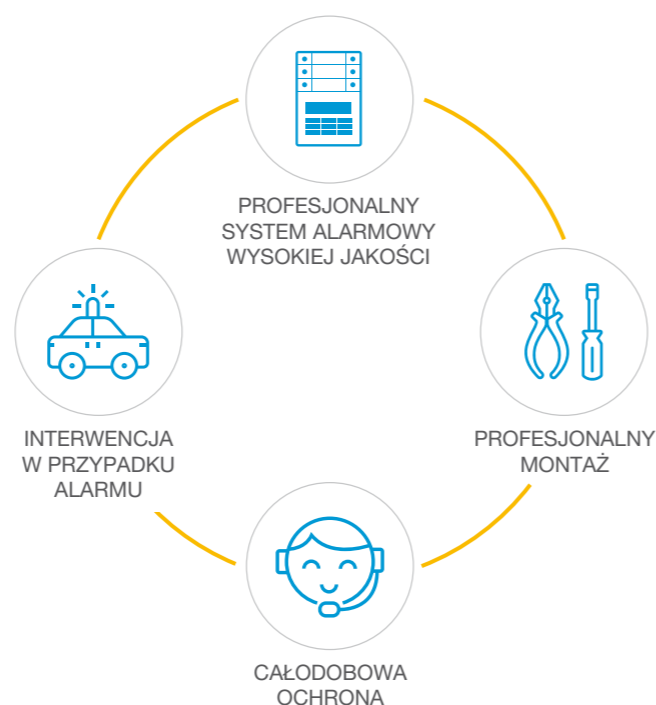 PROFESJONALNY
SYSTEM ALARMOWY
WYSOKIEJ JAKOŚCI
INTERWENCJA
W PRZYPADKU
ALARMU
PROFESJONALNY
MONTAŻ
CAŁODOBOWA
OCHRONA